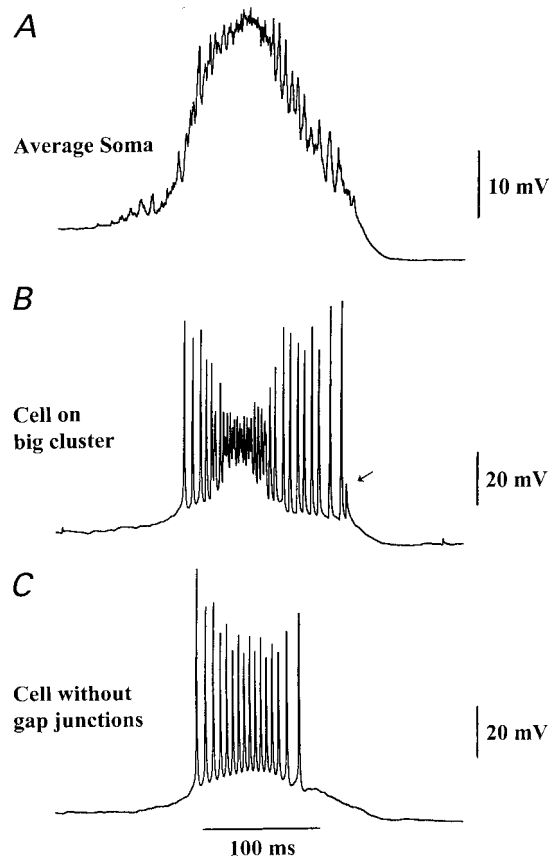 A
Average Soma
10 mV
B
Cell on
big cluster
20 mV
C
Cell without
gap junctions
20 mV
100 ms